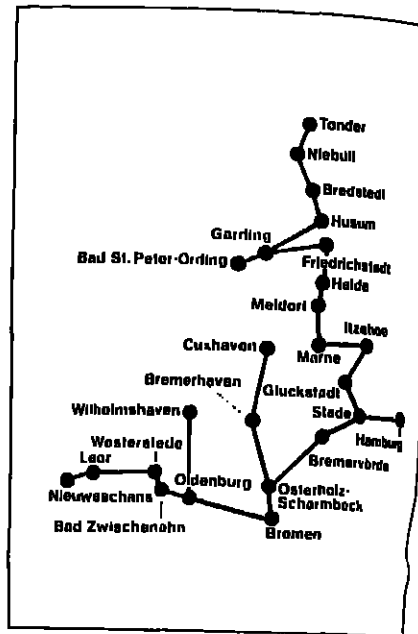 Tonder
Niebull
Bredstedt
Husum
Garding
Friedrichstadt
Bad St. Peter-Ording
Heide
Meldorf
Itzehoe
Cuxhaven
Marne
Bremerhaven
Gluckstadt
Wilhelmshaven
Stade
Hamburg
Westerstede
Bremervörde
Leer
Oldenburg
Osterholz-
Scharmbeck
Nieuweschans
Bad Zwischenahn
Bremen